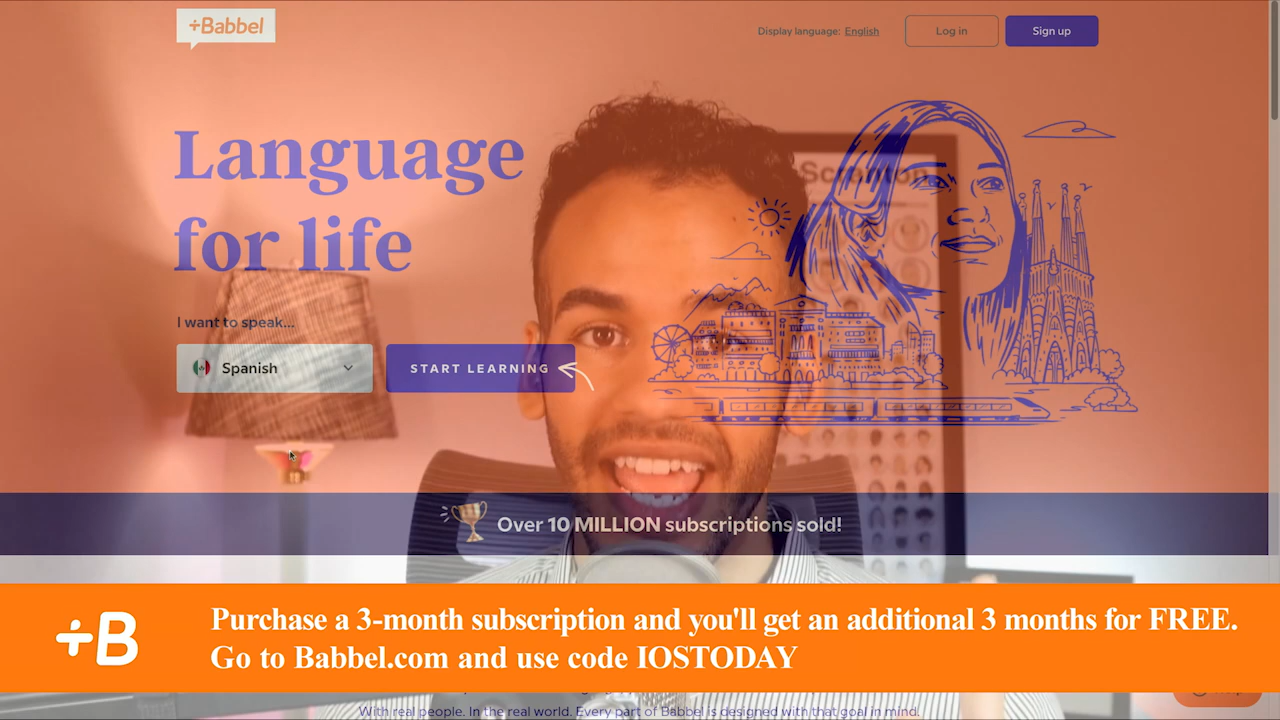 +Babbel
Display language: English
Log in
Sign up
Language
for life
Scranton
I want to speak...
Spanish
START LEARNING
Over 10 MILLION subscriptions sold!
+B
Purchase a 3-month subscription and you'll get an additional 3 months for FREE.
Go to Babbel.com and use code IOSTODAY
With real people. In the real world. Every part of Babbel is designed with that goal in mind.